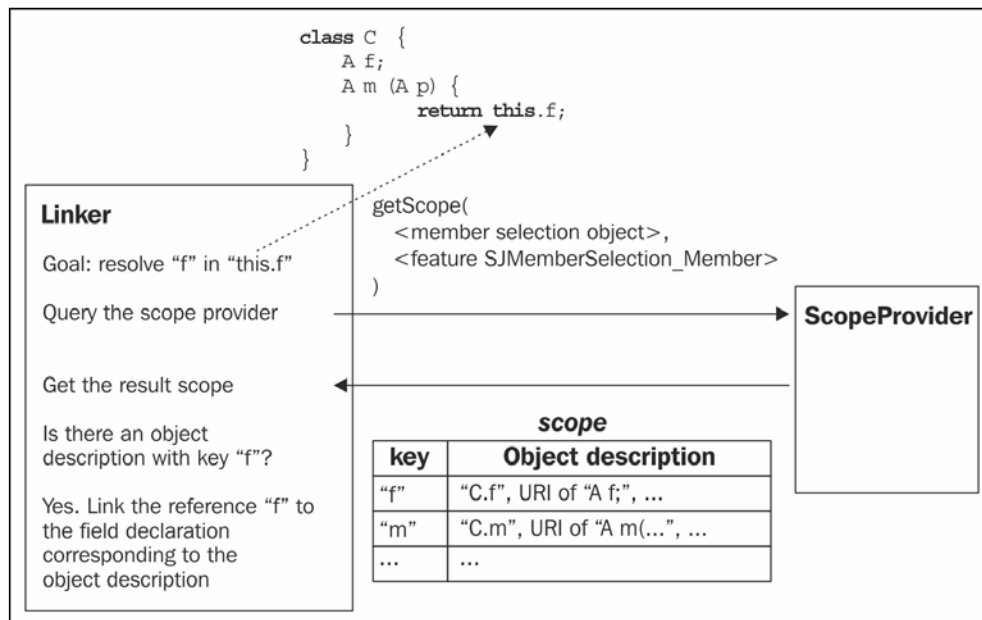 class C {
A f;
A m (A p) {
return this.f;
}
}
Linker
Goal: resolve “f” in “this.f”
Query the scope provider
Get the result scope
Is there an object
description with key “f”?
Yes. Link the reference “f” to
the field declaration
corresponding to the
object description
getScope(
<member selection object>,
<feature SJMemberSelection_Member>
)
ScopeProvider
scope
key Object description
“f” “C.f”, URI of “A f;”, ...
“m” “C.m”, URI of “A m(...”, ...
... ...